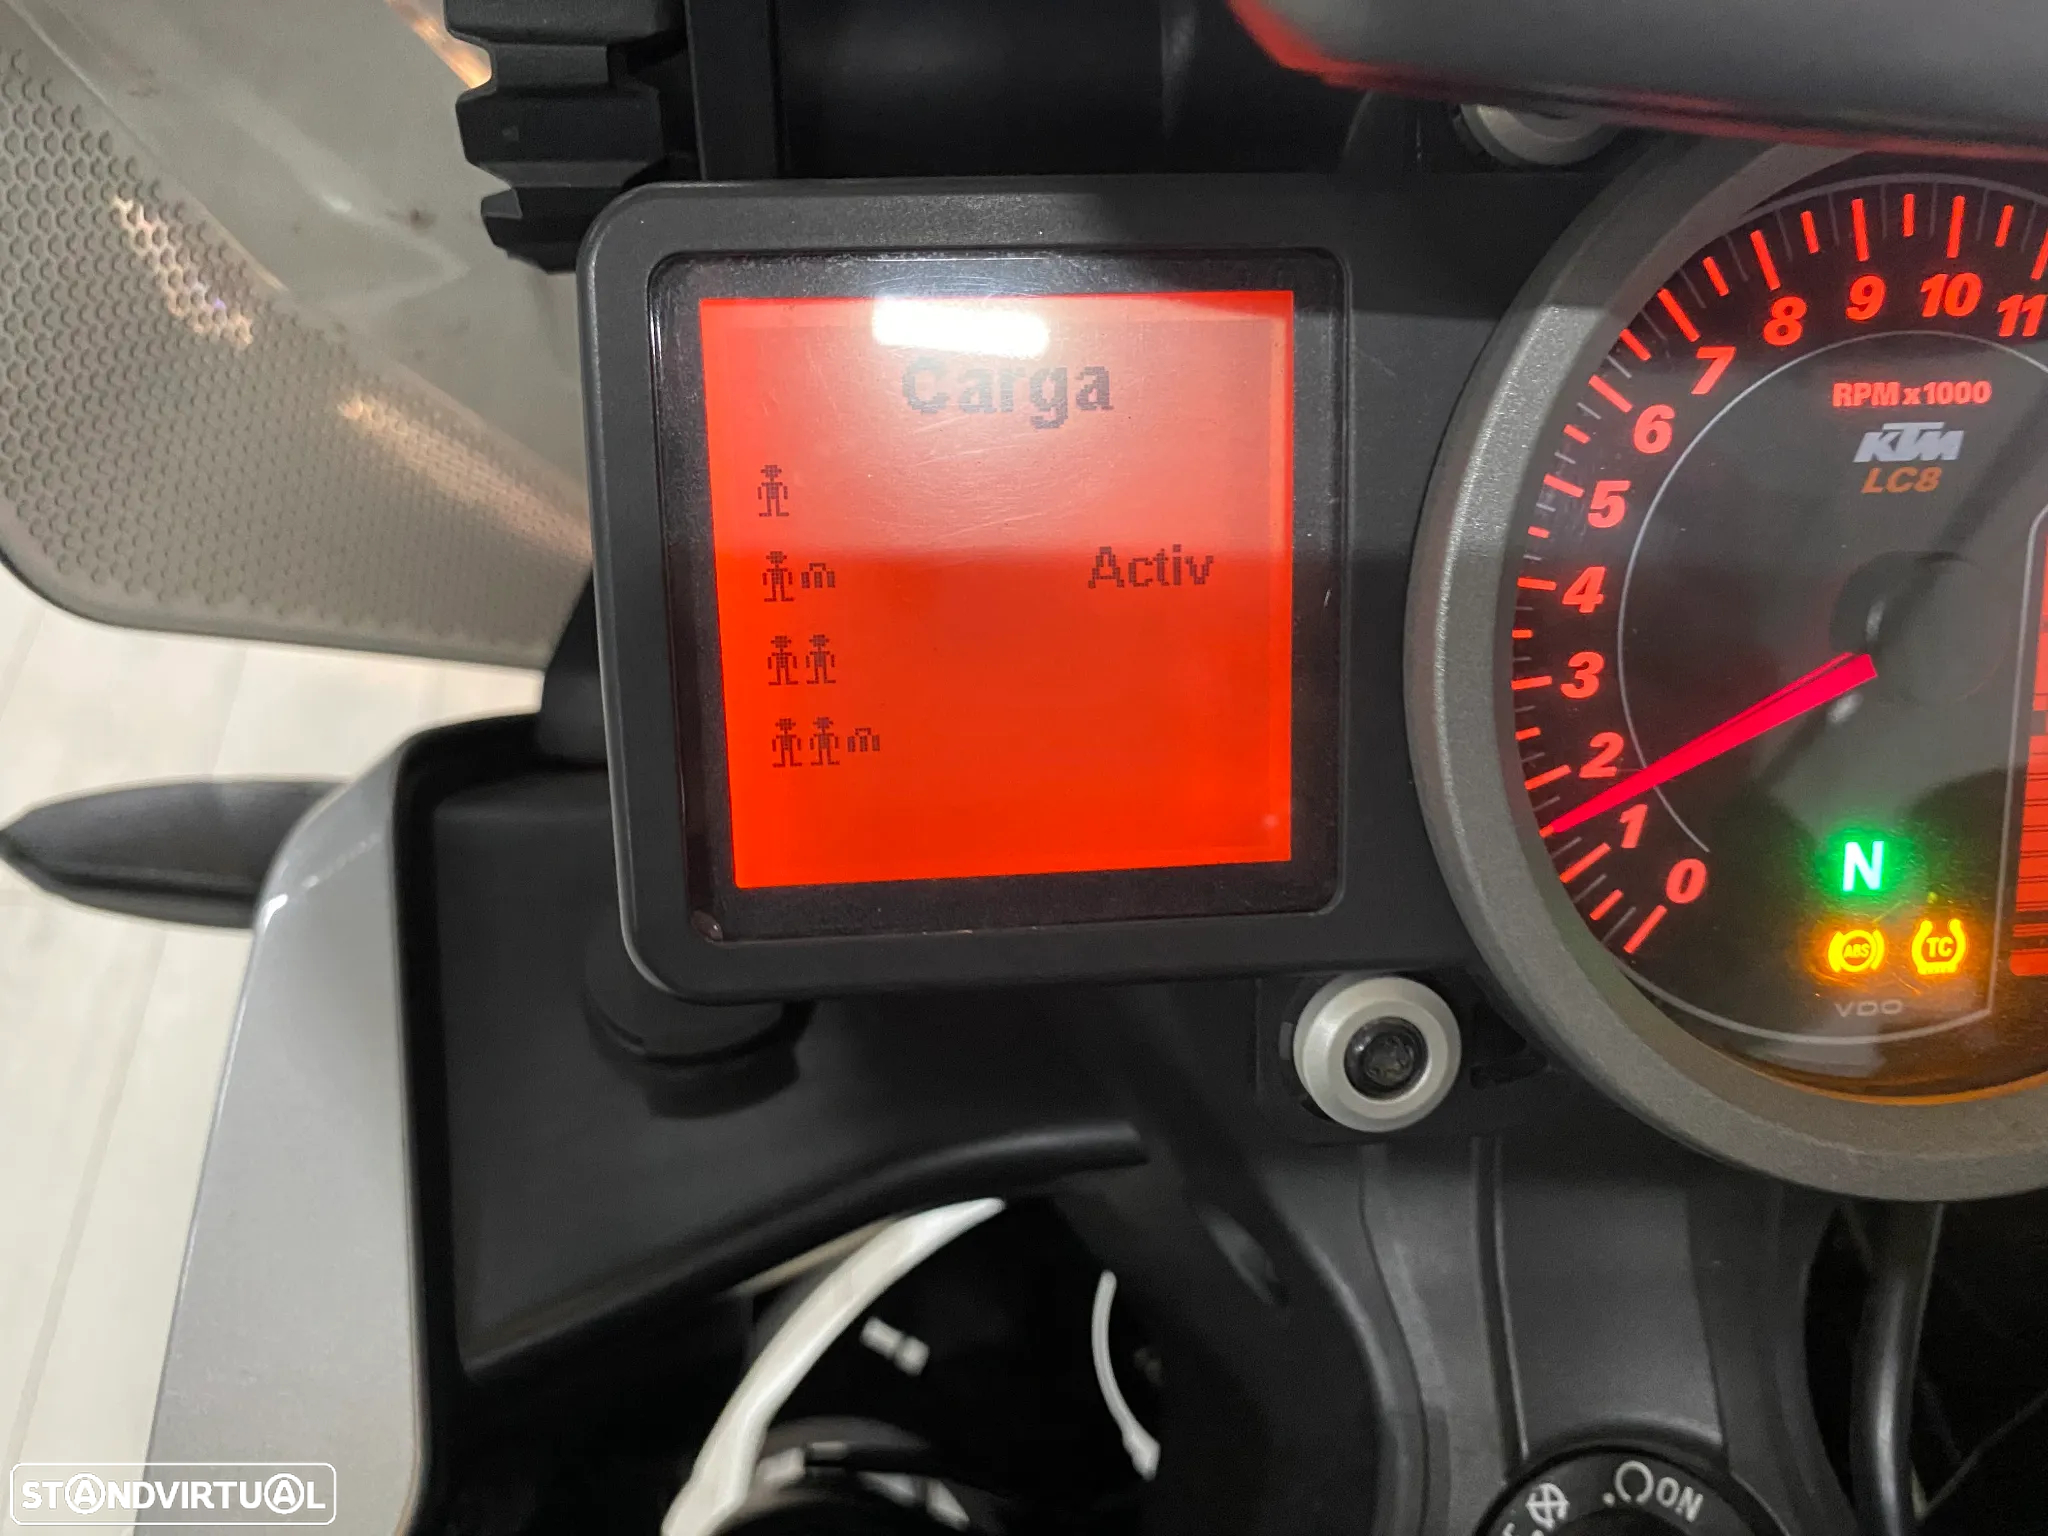 Carga
Activ
0
1
2
3
4
5
6
7
8
9
10
11
RPM x 1000
KTM
LC8
N
ABS
TC
VDO
ON
STANDVIRTUAL